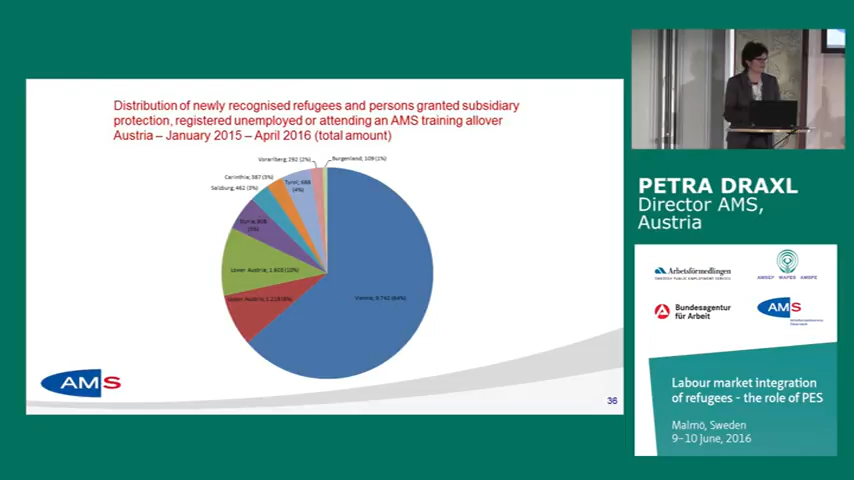 Distribution of newly recognised refugees and persons granted subsidiary
protection, registered unemployed or attending an AMS training allover
Austria – January 2015 – April 2016 (total amount)
Vorarlberg; 292 (2%)
Burgenland; 109 (1%)
Carinthia; 387 (3%)
Salzburg; 462 (3%)
Tyrol; 688
(4%)
Styria; 808
(5%)
Upper Austria; 1.603 (10%)
Austria; 1.219 (8%)
Vienna; 9.742 (64%)
AMS
36
PETRA DRAXL
Director AMS,
Austria
Arbetsförmedlingen
SWEDISH PUBLIC EMPLOYMENT SERVICE
AMSEP WAPES AMSPE
Bundesagentur
für Arbeit
AMS
Labour market integration
of refugees - the role of PES
Malmö, Sweden
9–10 June, 2016